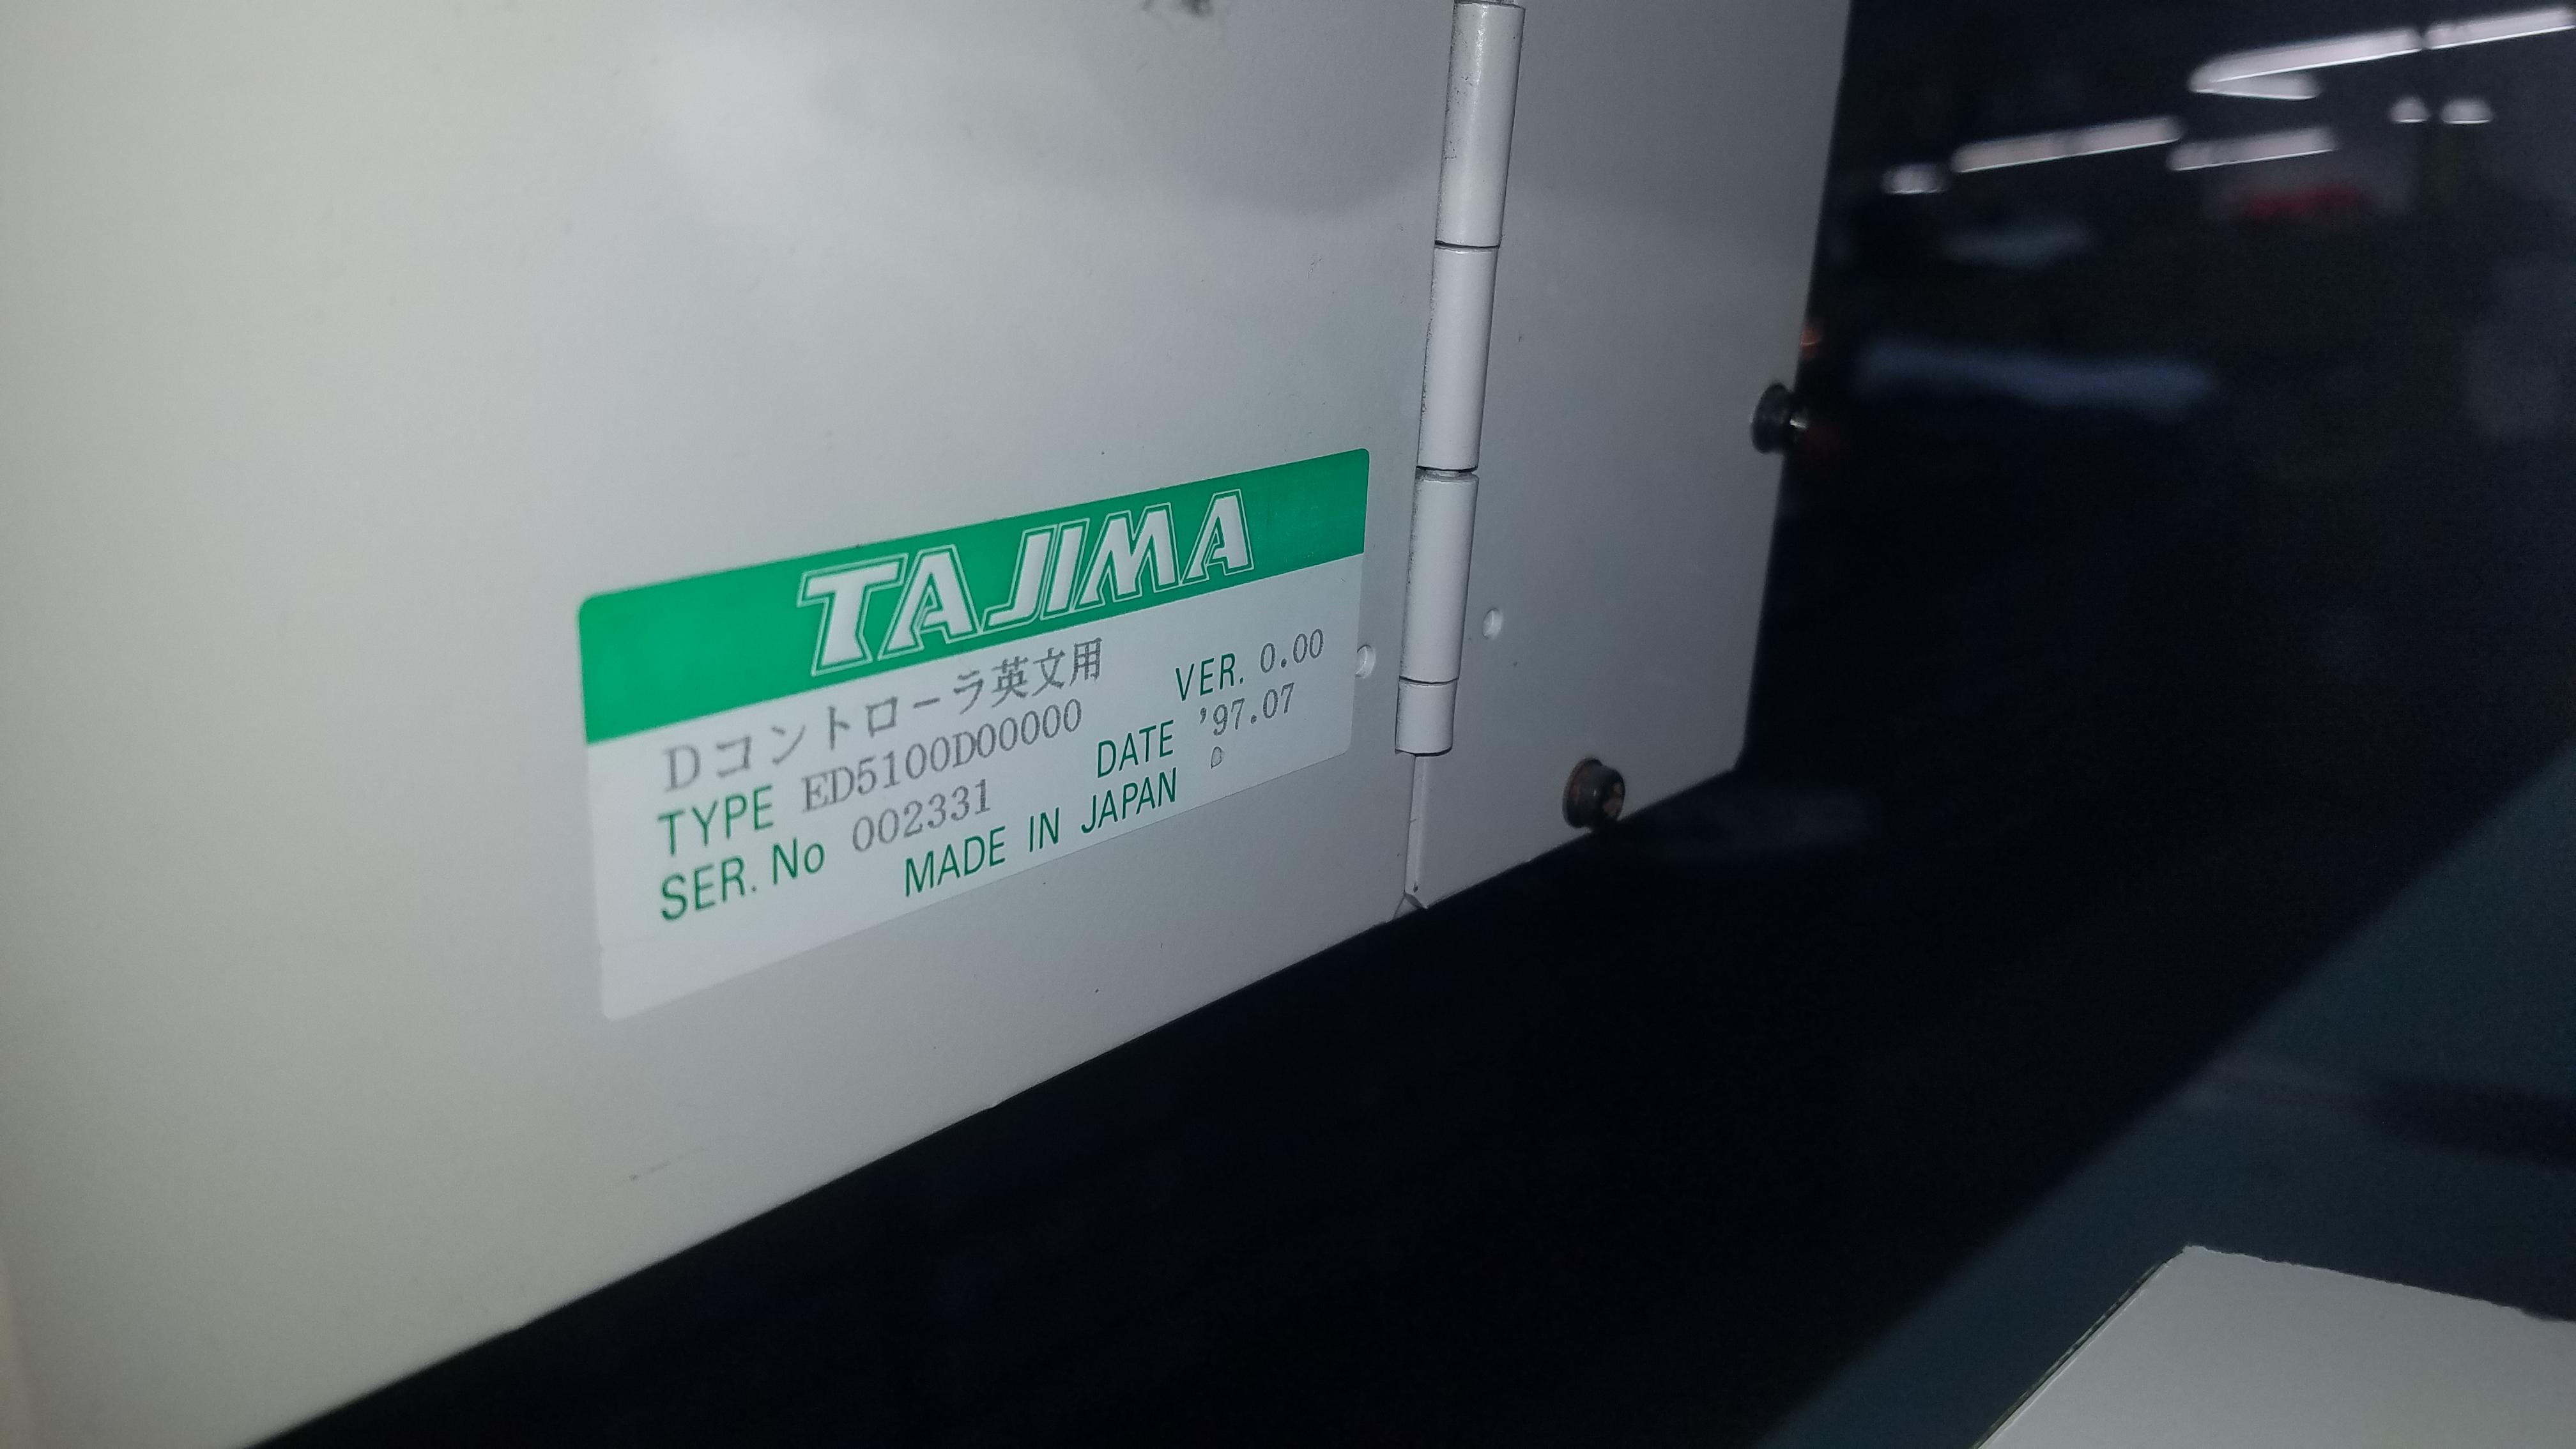 TAJIMA
Dコントローラ英文用
TYPE ED5100D00000 VER. 0.00
SER. No 002331 DATE '97.07
MADE IN JAPAN D